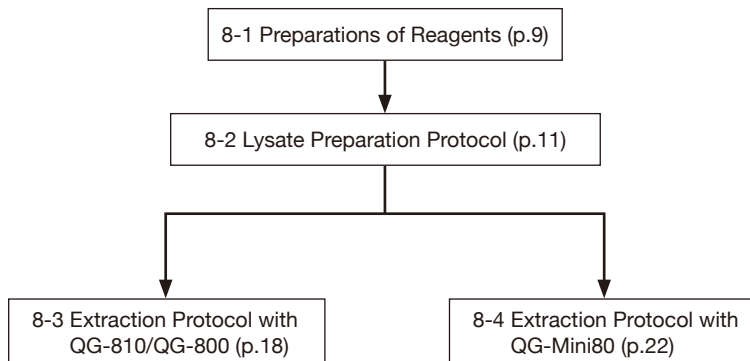 8-1 Preparations of Reagents (p.9)
8-2 Lysate Preparation Protocol (p.11)
8-3 Extraction Protocol with
QG-810/QG-800 (p.18)
8-4 Extraction Protocol with
QG-Mini80 (p.22)